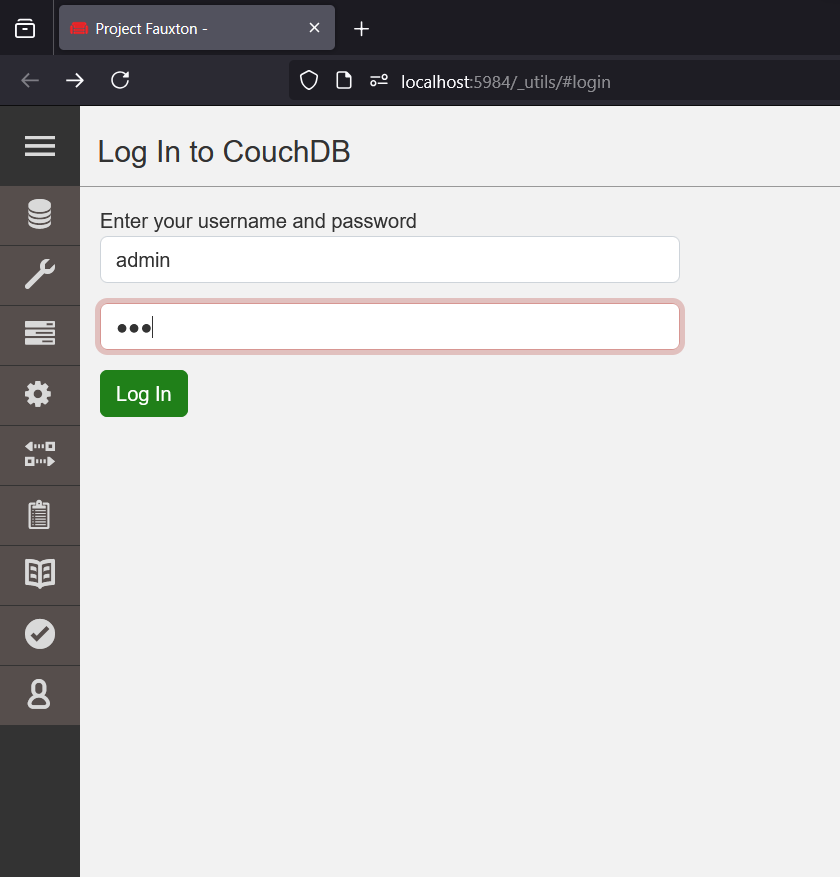 Project Fauxton -
localhost:5984/_utils/#login
Log In to CouchDB
Enter your username and password
admin
●●●
Log In